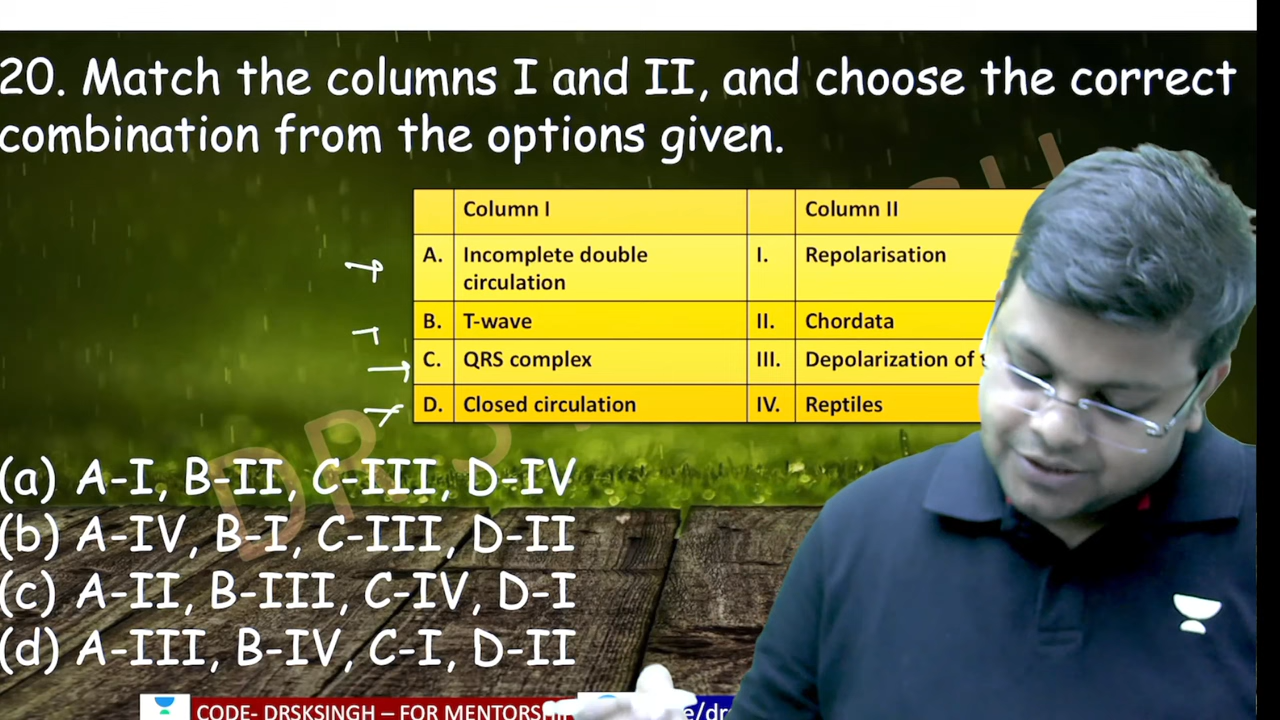 20. Match the columns I and II, and choose the correct
combination from the options given.
Column I Column II
A. Incomplete double circulation I. Repolarisation
B. T-wave II. Chordata
C. QRS complex III. Depolarization of
D. Closed circulation IV. Reptiles
(a) A-I, B-II, C-III, D-IV
(b) A-IV, B-I, C-III, D-II
(c) A-II, B-III, C-IV, D-I
(d) A-III, B-IV, C-I, D-II
CODE- DRSKSINGH – FOR MENTORSHI
e/dr